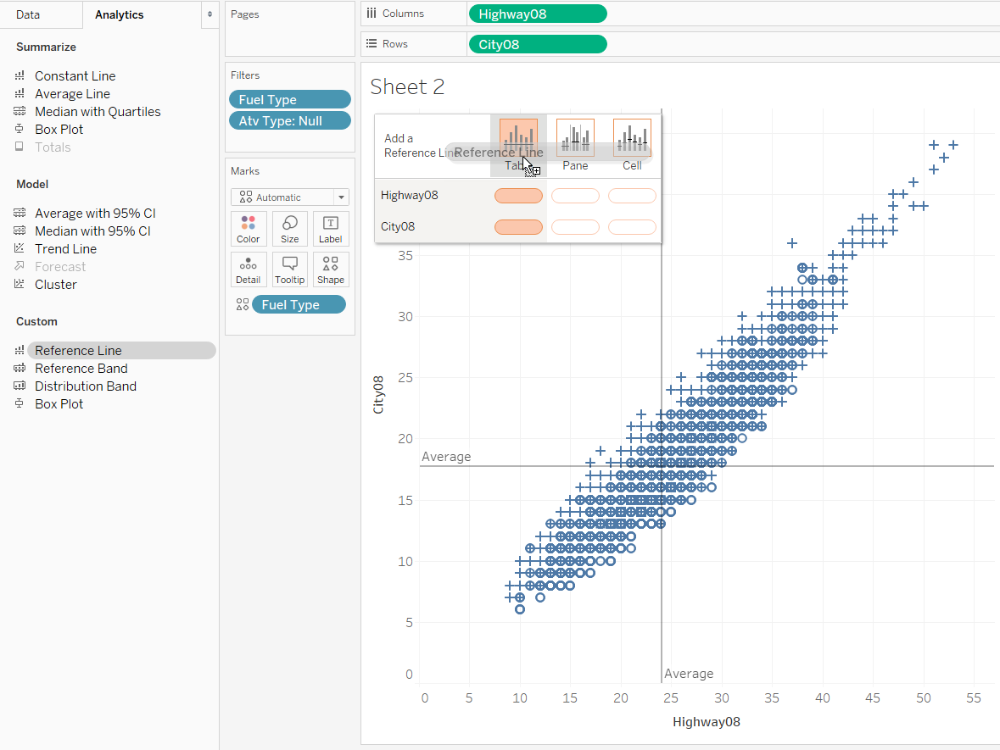 Data
Analytics
Summarize
Constant Line
Average Line
Median with Quartiles
Box Plot
Totals
Model
Average with 95% CI
Median with 95% CI
Trend Line
Forecast
Cluster
Custom
Reference Line
Reference Band
Distribution Band
Box Plot
Pages
Filters
Fuel Type
Atv Type: Null
Marks
Automatic
Color
Size
Label
T
Detail
Tooltip
Shape
Fuel Type
Columns
Highway08
Rows
City08
Sheet 2
Add a
Reference Line
Reference Line
Table
Pane
Cell
Highway08
City08
35
30
25
20
15
10
5
0
City08
Average
Average
0 5 10 15 20 25 30 35 40 45 50 55
Highway08